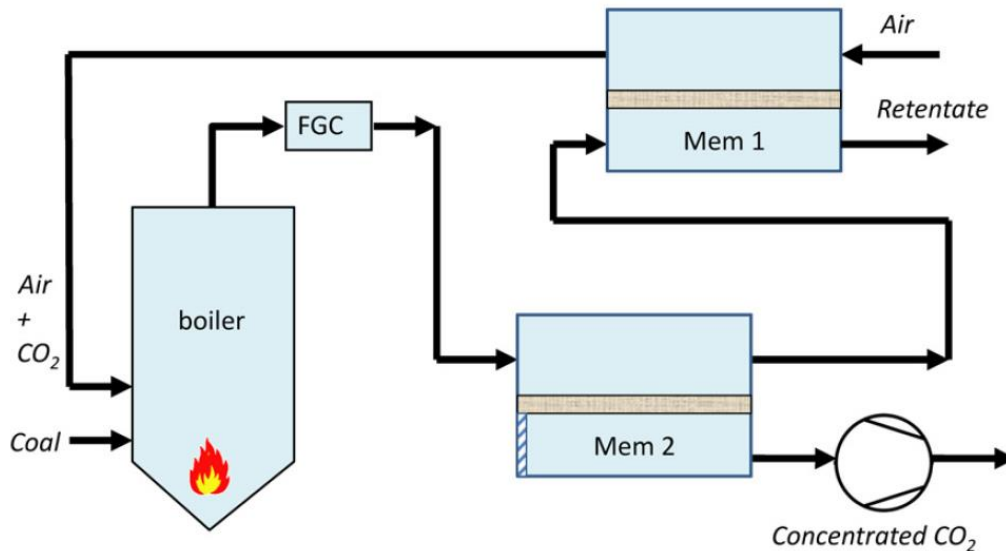 Air
Retentate
FGC
Mem 1
Air
+
CO₂
boiler
Coal
Mem 2
Concentrated CO₂